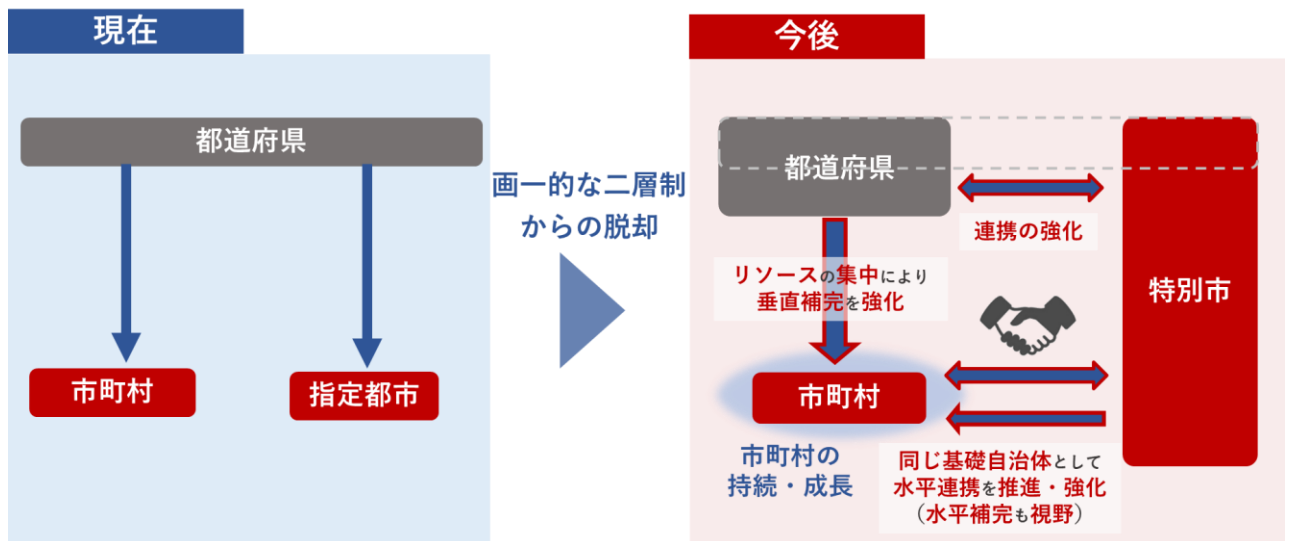 現在
都道府県
市町村
指定都市
画一的な二層制
からの脱却
今後
都道府県
連携の強化
リソースの集中により
垂直補完を強化
特別市
市町村
市町村の
持続・成長
同じ基礎自治体として
水平連携を推進・強化
（水平補完も視野）